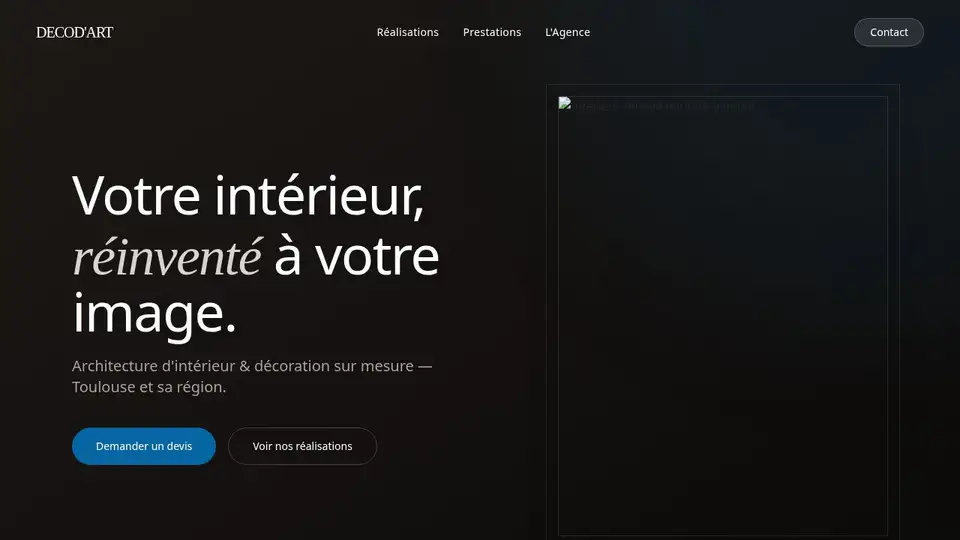 DECOD'ART
Réalisations
Prestations
L'Agence
Contact
Votre intérieur,
réinventé à votre
image.
Architecture d'intérieur & décoration sur mesure —
Toulouse et sa région.
Demander un devis
Voir nos réalisations